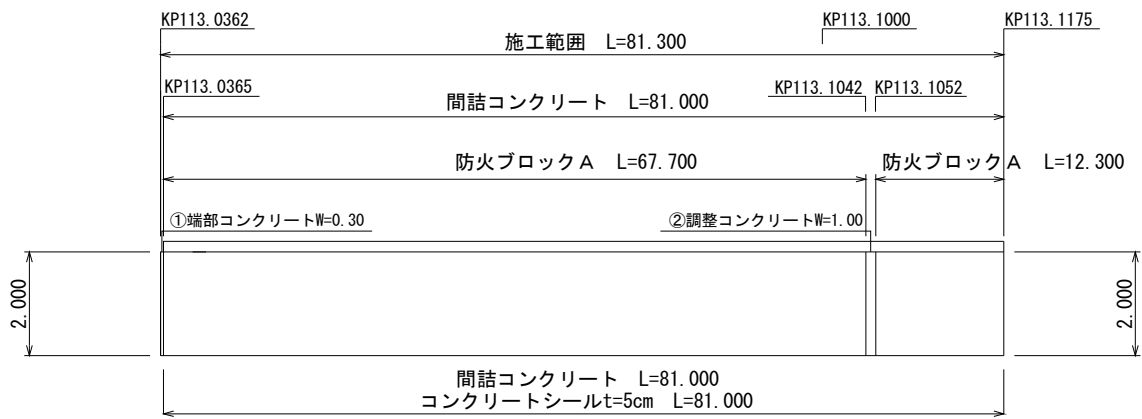 KP113.0362
KP113.1000
KP113.1175
施工範囲　L=81.300
KP113.0365
KP113.1042
KP113.1052
間詰コンクリート　L=81.000
防火ブロックA　L=67.700
防火ブロックA　L=12.300
①端部コンクリートW=0.30
②調整コンクリートW=1.00
2.000
2.000
間詰コンクリート　L=81.000
コンクリートシールt=5cm　L=81.000